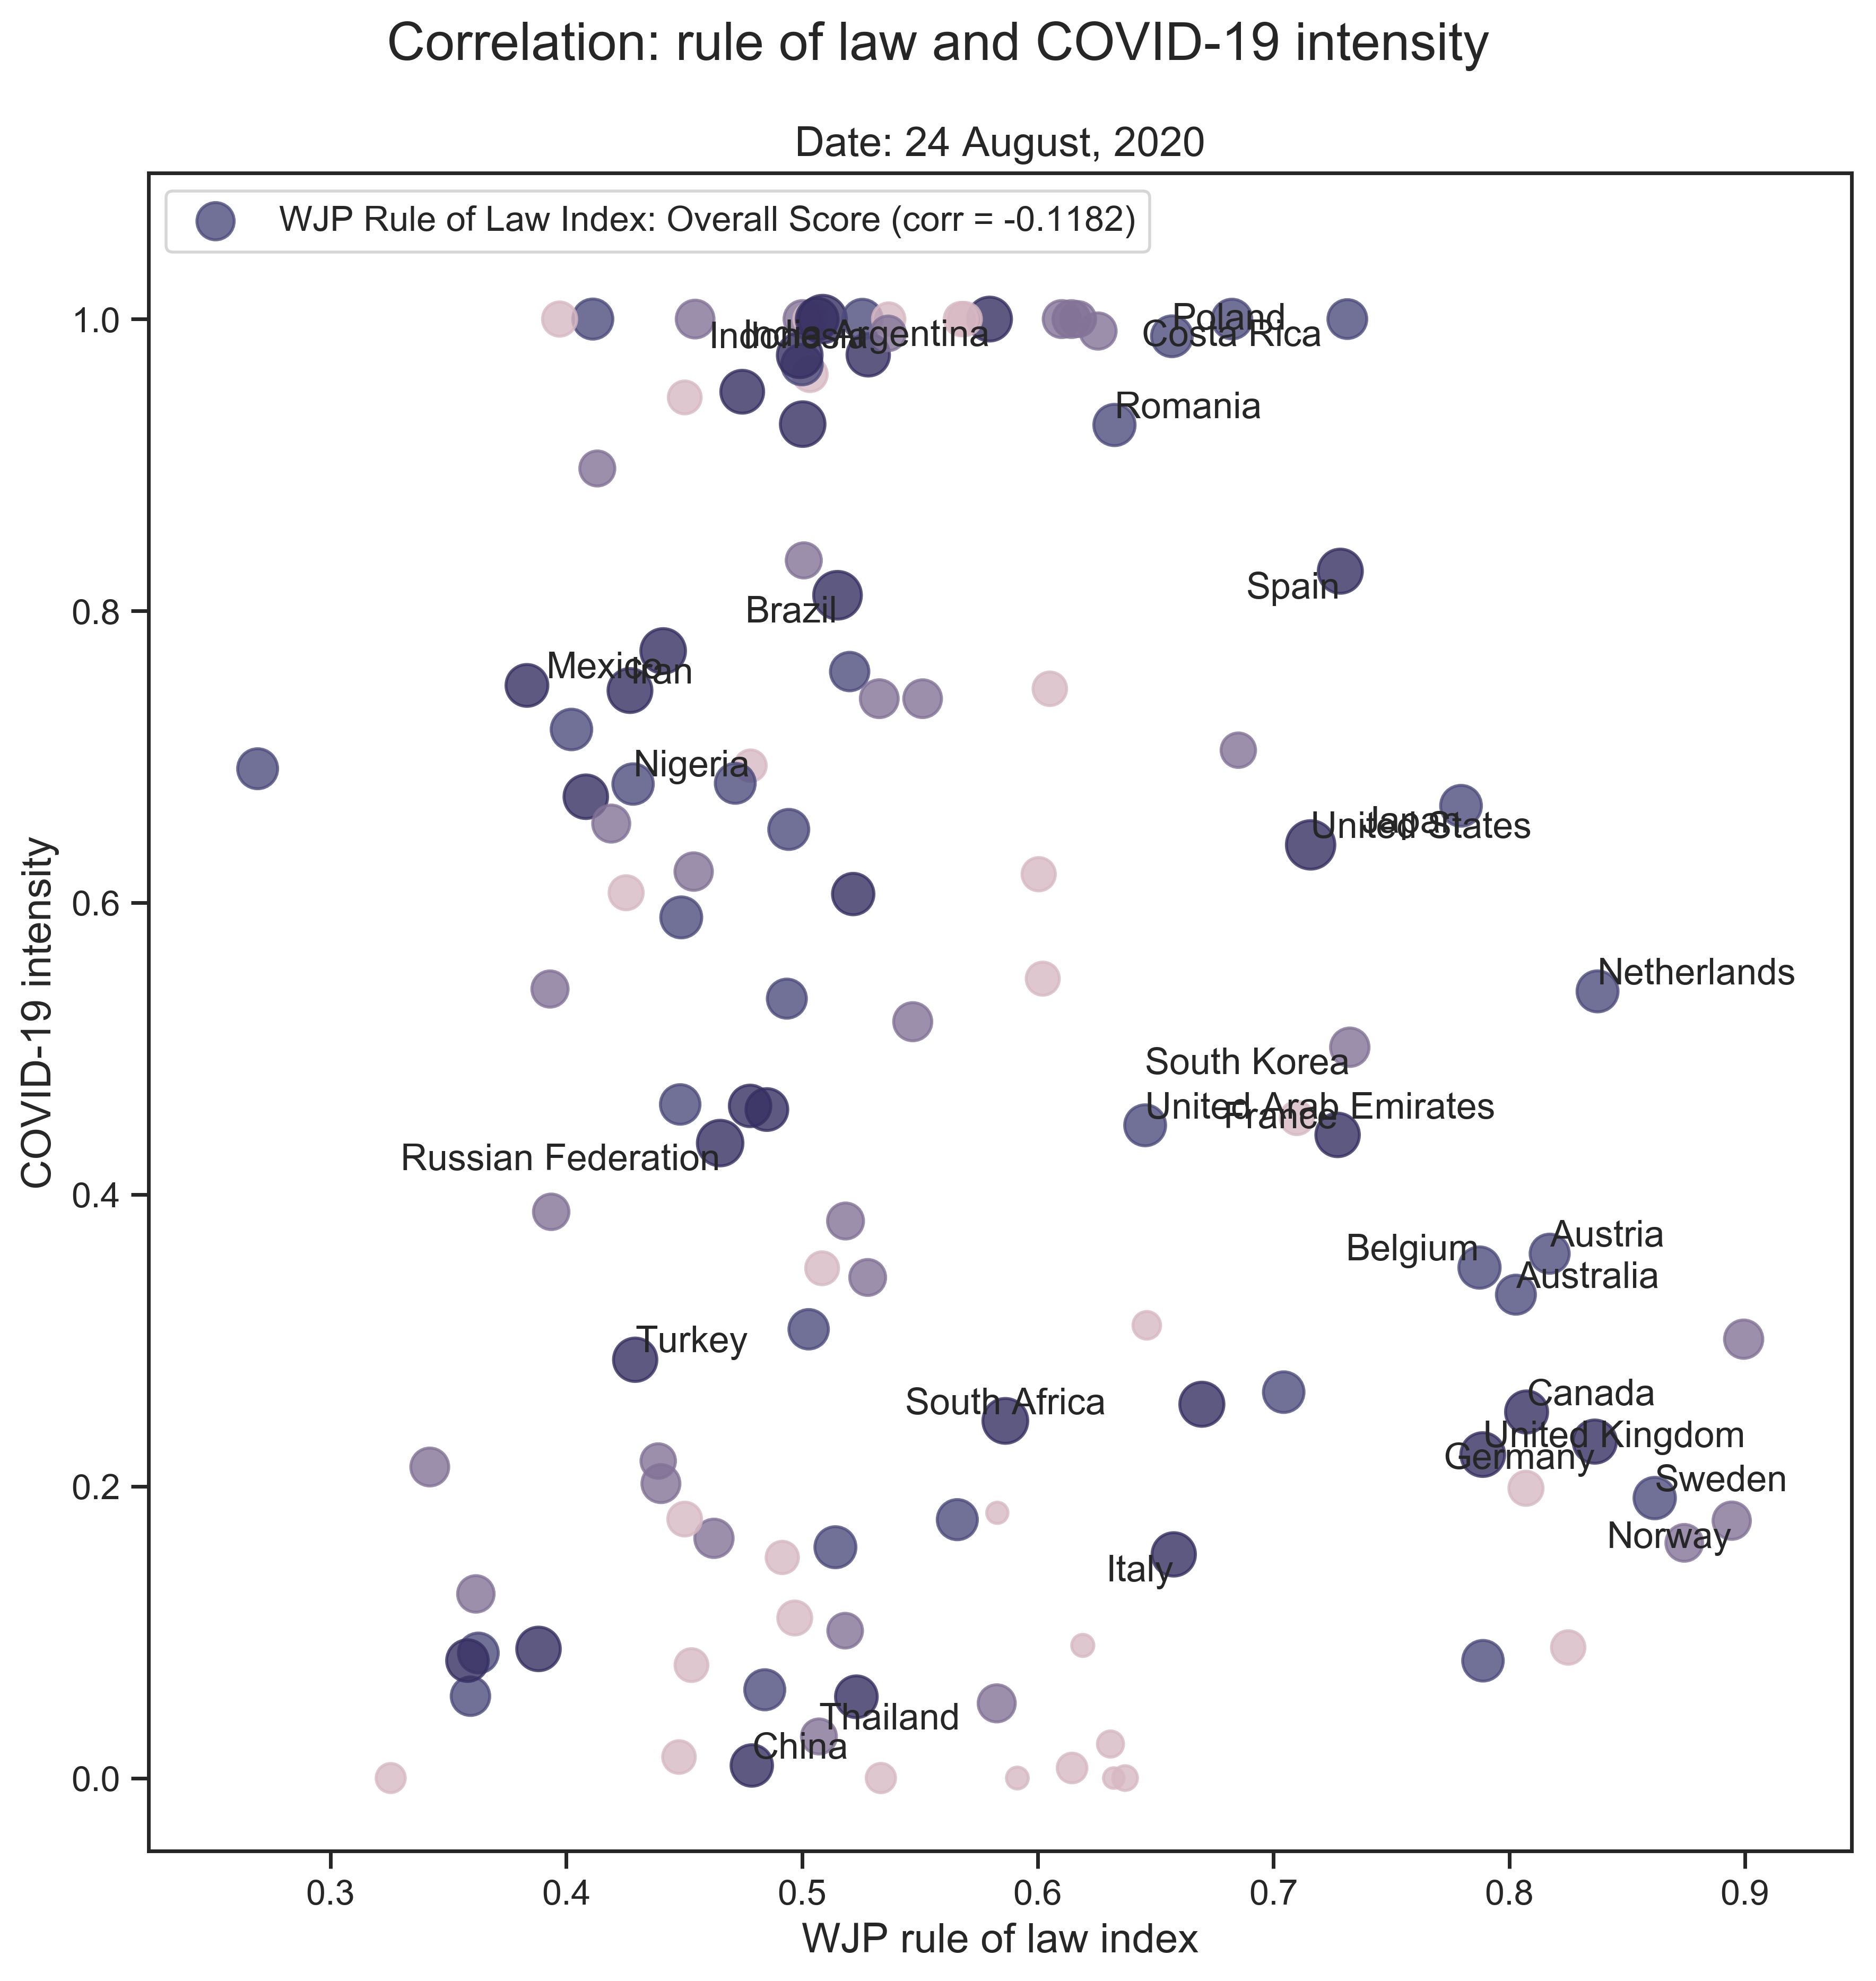 Correlation: rule of law and COVID-19 intensity
Date: 24 August, 2020
WJP Rule of Law Index: Overall Score (corr = -0.1182)
1.0
Poland
Indonesia
India
Argentina
Costa Rica
Romania
Spain
0.8
Brazil
Mexico
Iran
Nigeria
Japan
United States
0.6
COVID-19 intensity
Netherlands
South Korea
United Arab Emirates
France
Russian Federation
0.4
Austria
Belgium
Australia
Turkey
Canada
South Africa
United Kingdom
Germany
0.2
Sweden
Norway
Italy
Thailand
China
0.0
0.3 0.4 0.5 0.6 0.7 0.8 0.9
WJP rule of law index